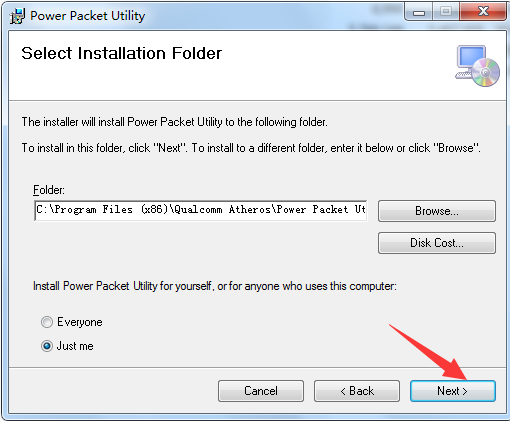 Power Packet Utility
Select Installation Folder
The installer will install Power Packet Utility to the following folder.
To install in this folder, click "Next". To install to a different folder, enter it below or click "Browse".
Folder:
C:\Program Files (x86)\Qualcomm Atheros\Power Packet Ut
Browse...
Disk Cost...
Install Power Packet Utility for yourself, or for anyone who uses this computer:
Everyone
Just me
Cancel
< Back
Next >